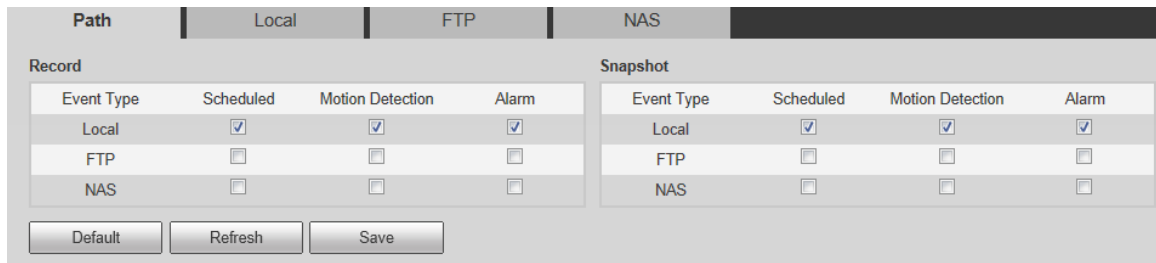 Path Local FTP NAS
Record Snapshot
Event Type Scheduled Motion Detection Alarm Event Type Scheduled Motion Detection Alarm
Local Local
FTP FTP
NAS NAS
Default Refresh Save